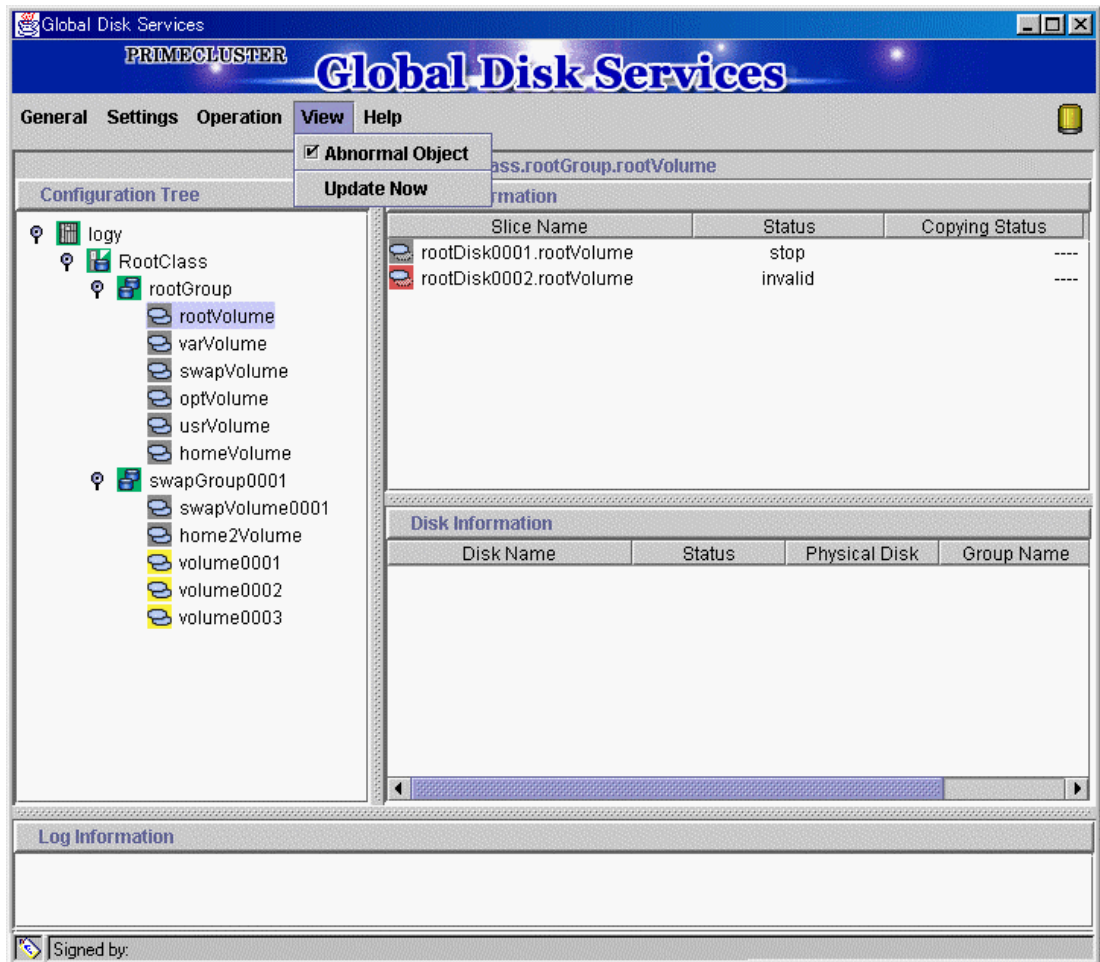 Global Disk Services
PRIMECLUSTER
Global Disk Services
General Settings Operation View Help
Abnormal Object
Update Now
ass.rootGroup.rootVolume
Configuration Tree
rmation
Slice Name Status Copying Status
rootDisk0001.rootVolume stop ----
rootDisk0002.rootVolume invalid ----
logy
RootClass
rootGroup
rootVolume
varVolume
swapVolume
optVolume
usrVolume
homeVolume
swapGroup0001
swapVolume0001
home2Volume
volume0001
volume0002
volume0003
Disk Information
Disk Name Status Physical Disk Group Name
Log Information
Signed by: